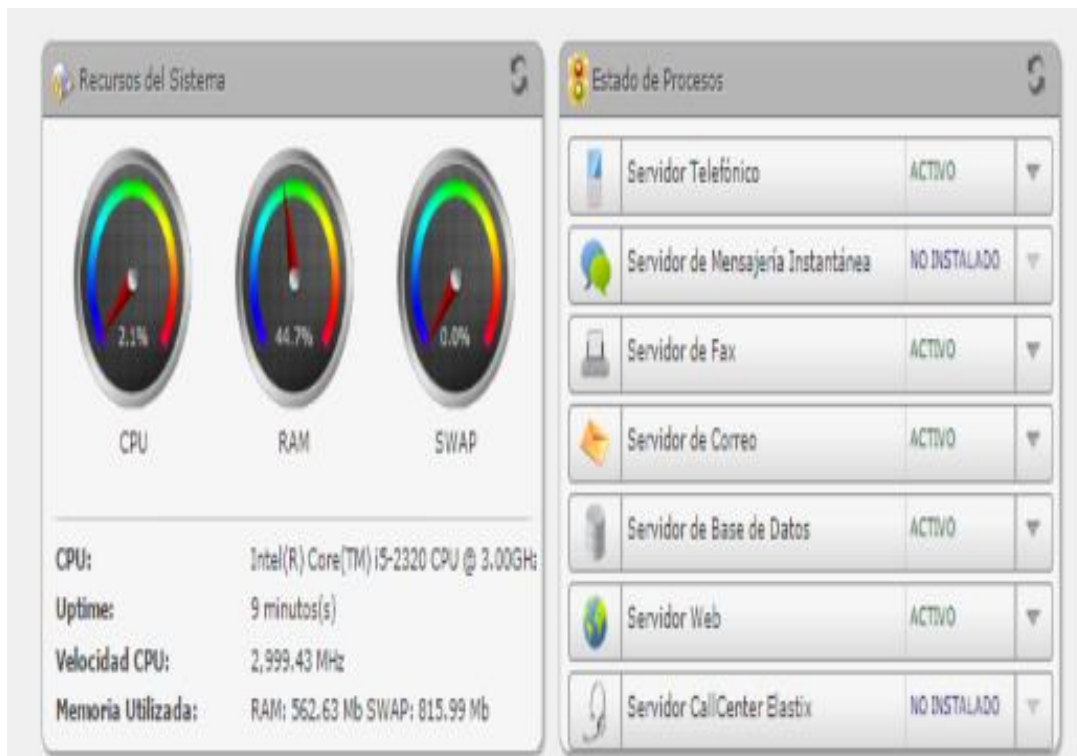 Recursos del Sistema
2.1%
44.7%
0.0%
CPU
RAM
SWAP
CPU: Intel(R) Core(TM) i5-2320 CPU @ 3.00GHz
Uptime: 9 minutos(s)
Velocidad CPU: 2,999.43 MHz
Memoria Utilizada: RAM: 562.63 Mb SWAP: 815.99 Mb
Estado de Procesos
Servidor Telefónico ACTIVO
Servidor de Mensajería Instantánea NO INSTALADO
Servidor de Fax ACTIVO
Servidor de Correo ACTIVO
Servidor de Base de Datos ACTIVO
Servidor Web ACTIVO
Servidor CallCenter Elastix NO INSTALADO